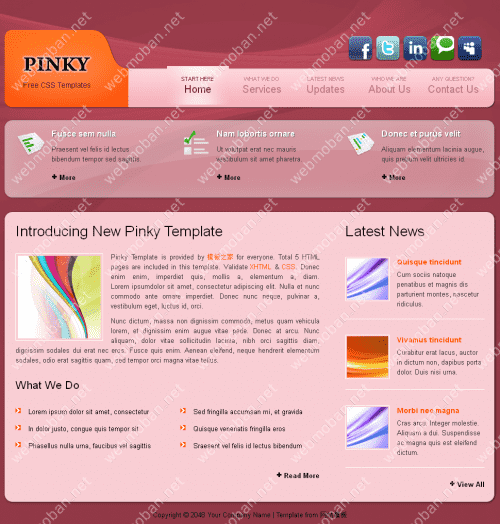 PINKY
Free CSS Templates
START HERE
Home
WHAT WE DO
Services
LATEST NEWS
Updates
WHO WE ARE
About Us
ANY QUESTION?
Contact Us
Fusce sem nulla
Praesent vel felis id lectus
bibendum tempor sed sagittis.
More
Nam lobortis ornare
Ut volutpat erat nec mauris
vestibulum sit amet pharetra.
More
Donec et purus velit
Aliquam elementum lacinia augue,
quis pretium velit ultricies id.
More
Introducing New Pinky Template
Pinky Template is provided by 模板之家 for everyone. Total 5 HTML
pages are included in this template. Validate XHTML & CSS. Donec
enim enim, imperdiet quis, mollis a, elementum a, diam.
Lorem ipsumdolor sit amet, consectetur adipiscing elit. Nulla et nunc
commodo ante ornare imperdiet. Donec nunc neque, pulvinar a,
vestibulum eget, luctus id, orci.
Nunc dictum, massa non dignissim commodo, metus quam vehicula
lorem, et dignissim enim augue vitae pede. Donec at arcu. Nunc
aliquam, dolor vitae sollicitudin lacinia, nibh orci sagittis diam,
dignissim sodales dui erat nec eros. Fusce quis enim. Aenean eleifend, neque hendrerit elementum
sodales, odio erat sagittis quam, sed tempor orci magna vitae tellus.
What We Do
Lorem ipsum dolor sit amet, consectetur
Sed fringilla accumsan mi, et gravida
In dolor justo, congue quis tempor sit
Quisque venenatis fringilla eros
Phasellus nulla urna, faucibus vel sagittis
Sraesent vel felis id lectus bibendum
Read More
Latest News
Quisque tincidunt
Cum sociis natoque
penatibus et magnis dis
parturient montes, nascetur
ridiculus.
Vivamus tincidunt
Curabitur erat lacus, auctor
in dictum non, dapibus porta
dolor. Duis nisi urna.
Morbi nec magna
Cras arcu. Integer molestie.
Aliquam a dui. Suspendisse
ac magna quis est eleifend
dictum.
View All
Copyright © 2048 Your Company Name | Template from
webmoban.net